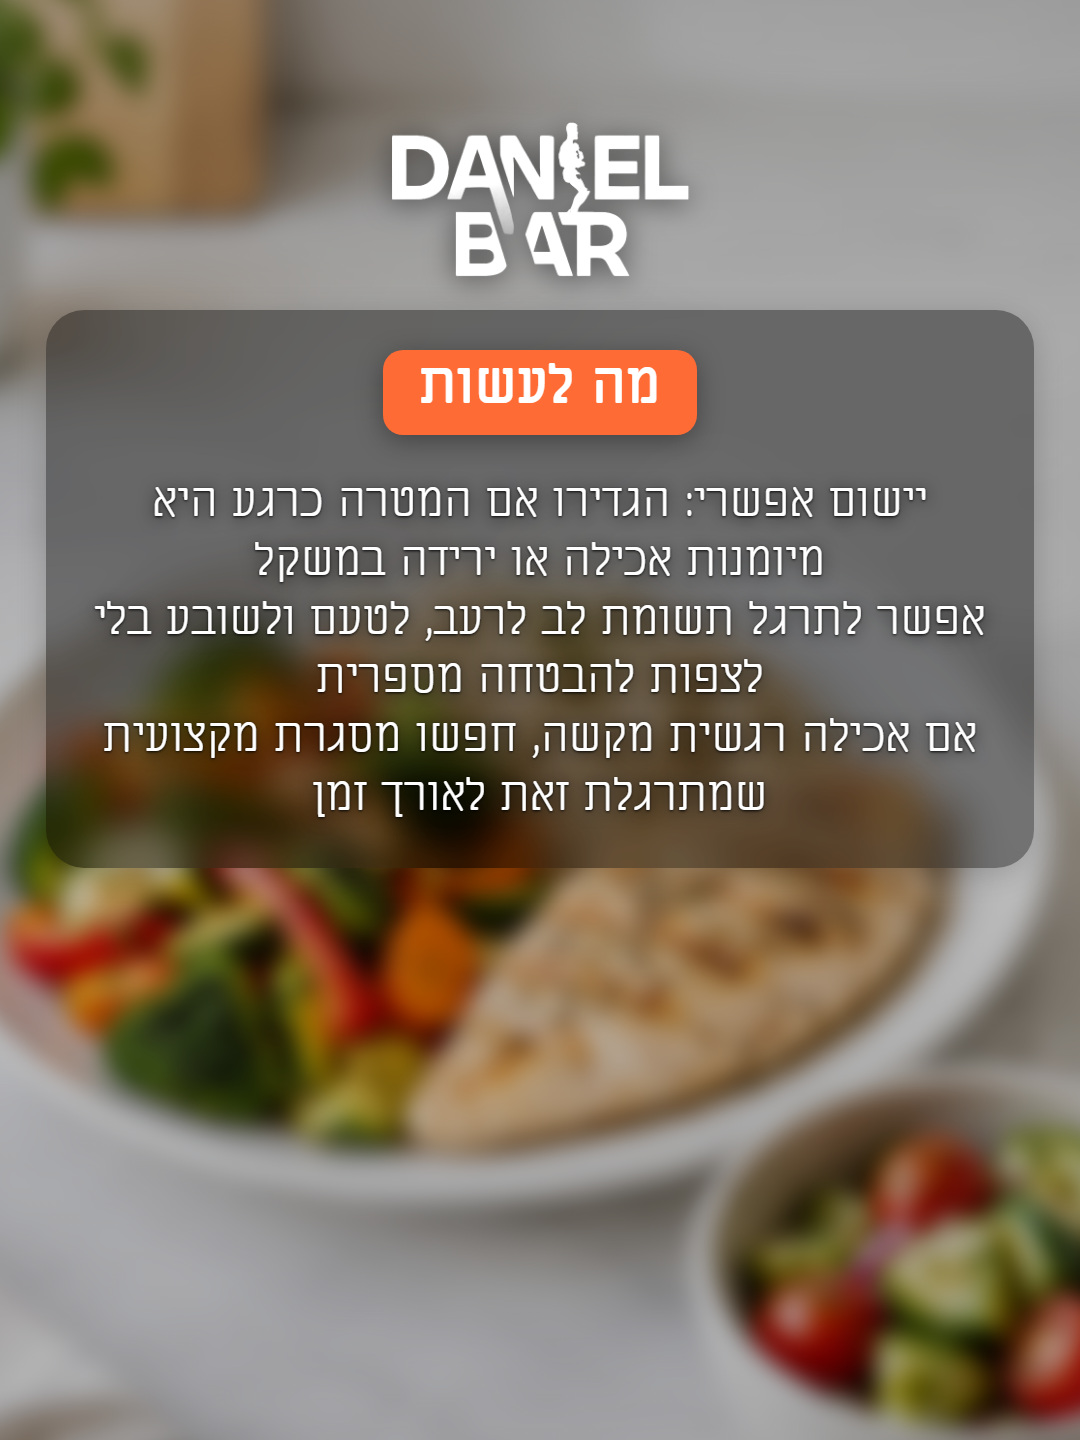 DANIEL
BAR
מה לעשות
יישום אפשרי: הגדירו אם המטרה כרגע היא
מיומנות אכילה או ירידה במשקל
אפשר לתרגל תשומת לב לרעב, לטעם ולשובע בלי
לצפות להבטחה מספרית
אם אכילה רגשית מקשה, חפשו מסגרת מקצועית
שמתרגלת זאת לאורך זמן